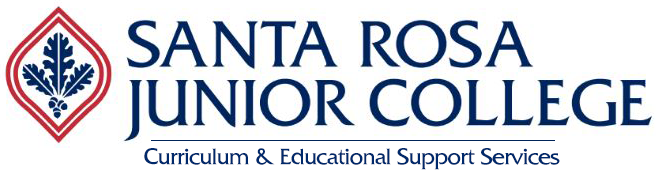 SANTA ROSA
JUNIOR COLLEGE
Curriculum & Educational Support Services